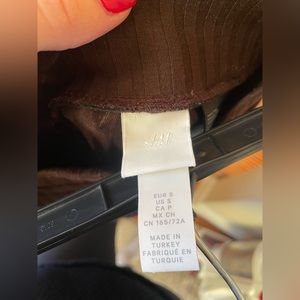 H&M
EUR S
US S
CA P
MX CH
CN 165/72A
MADE IN
TURKEY
FABRIQUÉ EN
TURQUIE